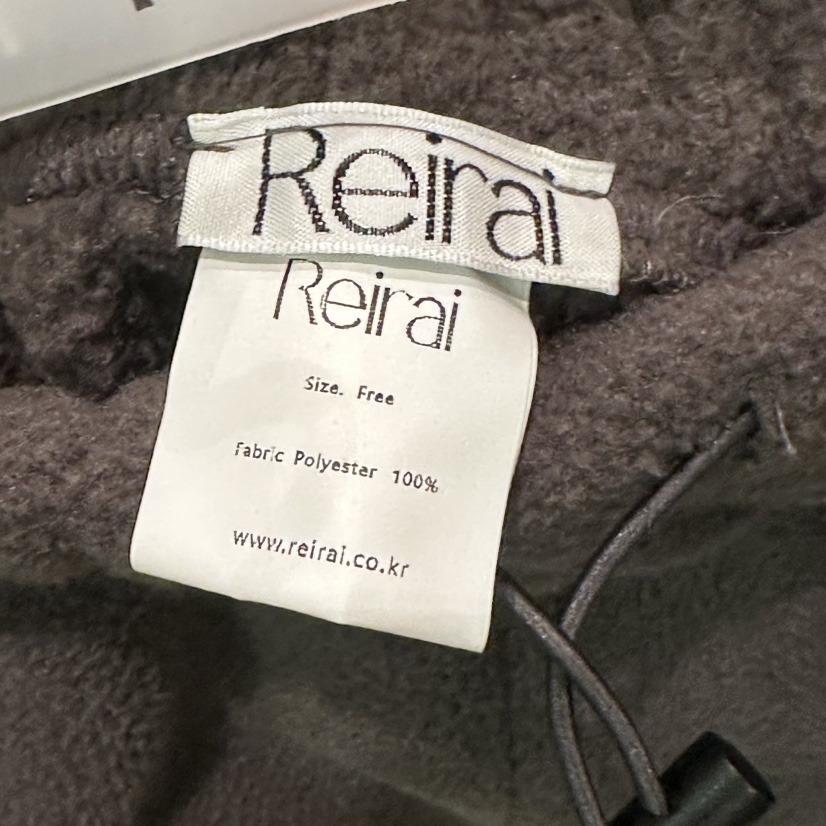 Reirai
Reirai
Size. Free
Fabric Polyester 100%
www.reirai.co.kr